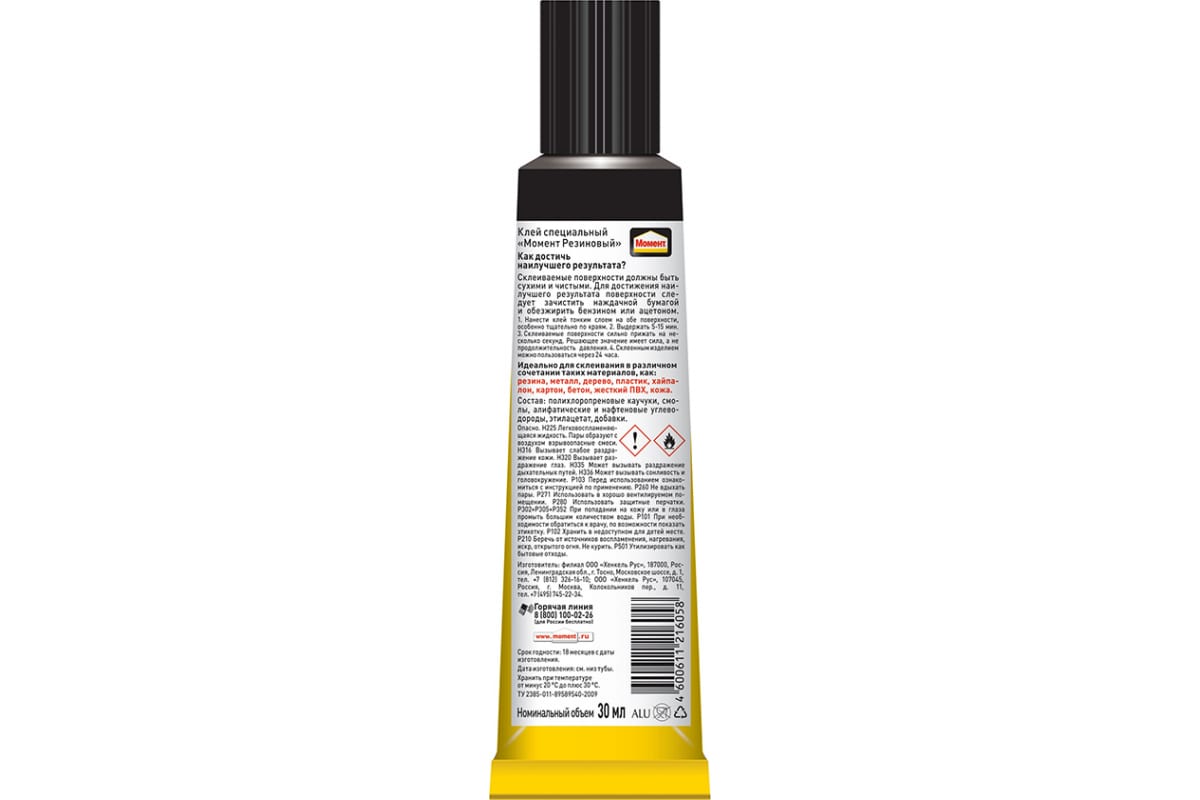 Клей специальный
«Момент Резиновый»
Момент
Как достичь
наилучшего результата?
Склеиваемые поверхности должны быть
сухими и чистыми. Для достижения наи-
лучшего результата поверхности сле-
дует зачистить наждачной бумагой
и обезжирить бензином или ацетоном.
1. Нанести клей тонким слоем на обе поверхности,
особенно тщательно по краям. 2. Выдержать 5-15 мин.
3. Склеиваемые поверхности сильно прижать на не-
сколько секунд. Решающее значение имеет сила, а не
продолжительность давления. 4. Склеенным изделием
можно пользоваться через 24 часа.
Идеально для склеивания в различном
сочетании таких материалов, как:
резина, металл, дерево, пластик, хайпа-
лон, картон, бетон, жесткий ПВХ, кожа.
Состав: полихлоропреновые каучуки, смо-
лы, алифатические и нафтеновые углево-
дороды, этилацетат, добавки.
Опасно. H225 Легковоспламеняю-
щаяся жидкость. Пары образуют с
воздухом взрывоопасные смеси.
H316 Вызывает слабое раздра-
жение кожи. H320 Вызывает раз-
дражение глаз. H335 Может вызывать раздражение
дыхательных путей. H336 Может вызывать сонливость и
головокружение. P103 Перед использованием ознако-
миться с инструкцией по применению. P260 Не вдыхать
пары. P271 Использовать в хорошо вентилируемом по-
мещении. P280 Использовать защитные перчатки.
P302+P305+P352 При попадании на кожу или в глаза
промыть большим количеством воды. P101 При необ-
ходимости обратиться к врачу, по возможности показать
этикетку. P102 Хранить в недоступном для детей месте.
P210 Беречь от источников воспламенения, нагревания,
искр, открытого огня. Не курить. P501 Утилизировать как
бытовые отходы.
Изготовитель: филиал ООО «Хенкель Рус», 187000, Рос-
сия, Ленинградская обл., г. Тосно, Московское шоссе, д. 1,
тел. +7 (812) 326-16-10; ООО «Хенкель Рус», 107045,
Россия, г. Москва, Колокольников пер., д. 11,
тел. +7 (495) 745-22-34.
Горячая линия
8 (800) 100-02-26
(для России бесплатно)
www.moment.ru
Срок годности: 18 месяцев с даты
изготовления.
Дата изготовления: см. низ тубы.
Хранить при температуре
от минус 20 °C до плюс 30 °C.
ТУ 2385-011-89589540-2009
4 600611 216058
Номинальный объем 30 мл ALU